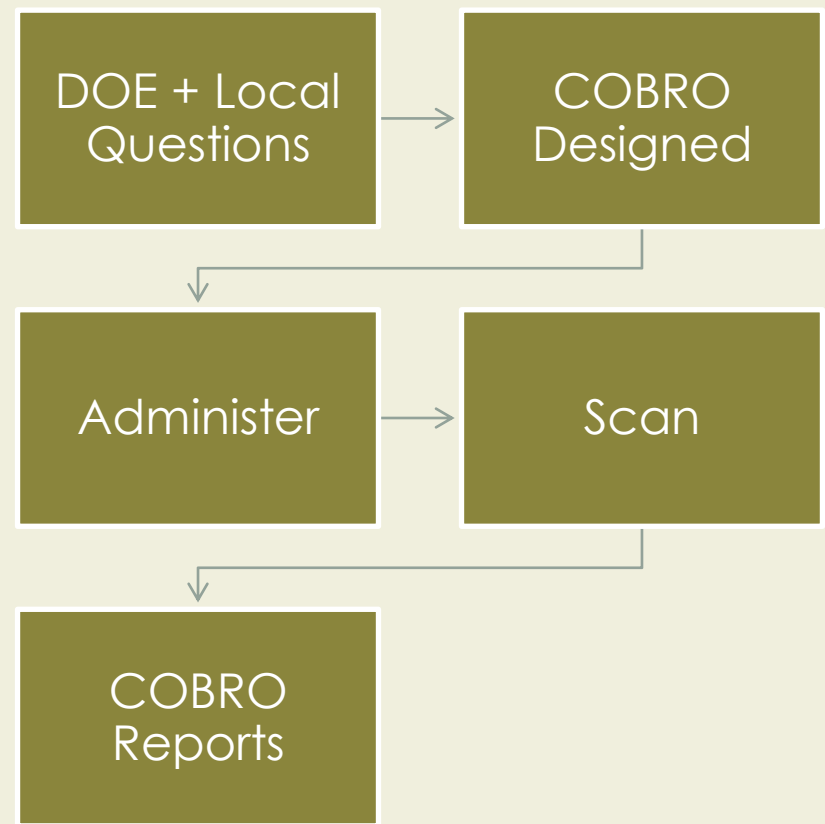 DOE + Local
Questions
COBRO
Designed
Administer
Scan
COBRO
Reports